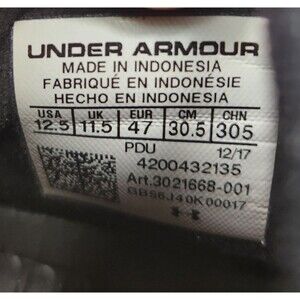 UNDER ARMOUR
MADE IN INDONESIA
FABRIQUÉ EN INDONÉSIE
HECHO EN INDONESIA
USA UK EUR CM CHN
12.5 11.5 47 30.5 305
PDU 12/17
4200432135
Art.3021668-001
GBS6J40K00017